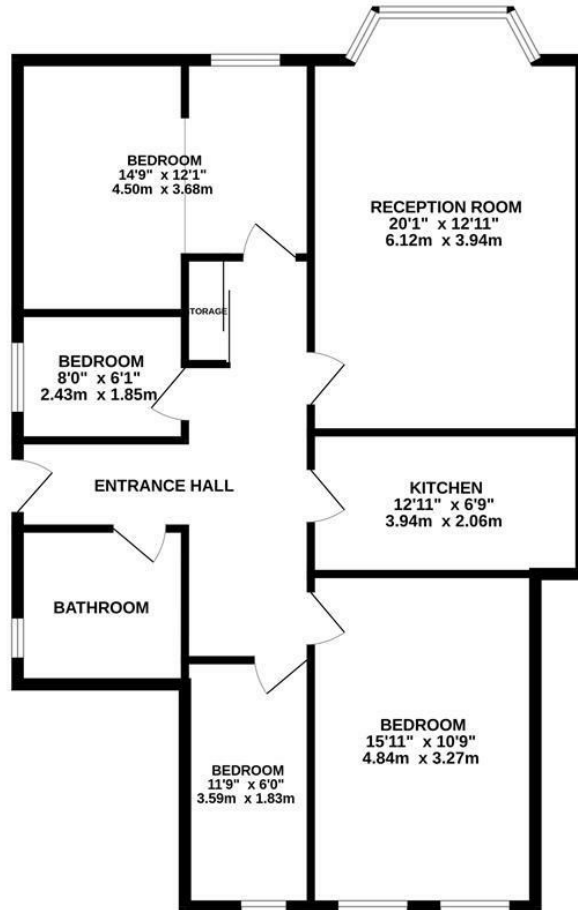 BEDROOM
14'9" x 12'1"
4.50m x 3.68m
RECEPTION ROOM
20'1" x 12'11"
6.12m x 3.94m
TORAGE
BEDROOM
8'0" x 6'1"
2.43m x 1.85m
ENTRANCE HALL
KITCHEN
12'11" x 6'9"
3.94m x 2.06m
BATHROOM
BEDROOM
15'11" x 10'9"
4.84m x 3.27m
BEDROOM
11'9" x 6'0"
3.59m x 1.83m